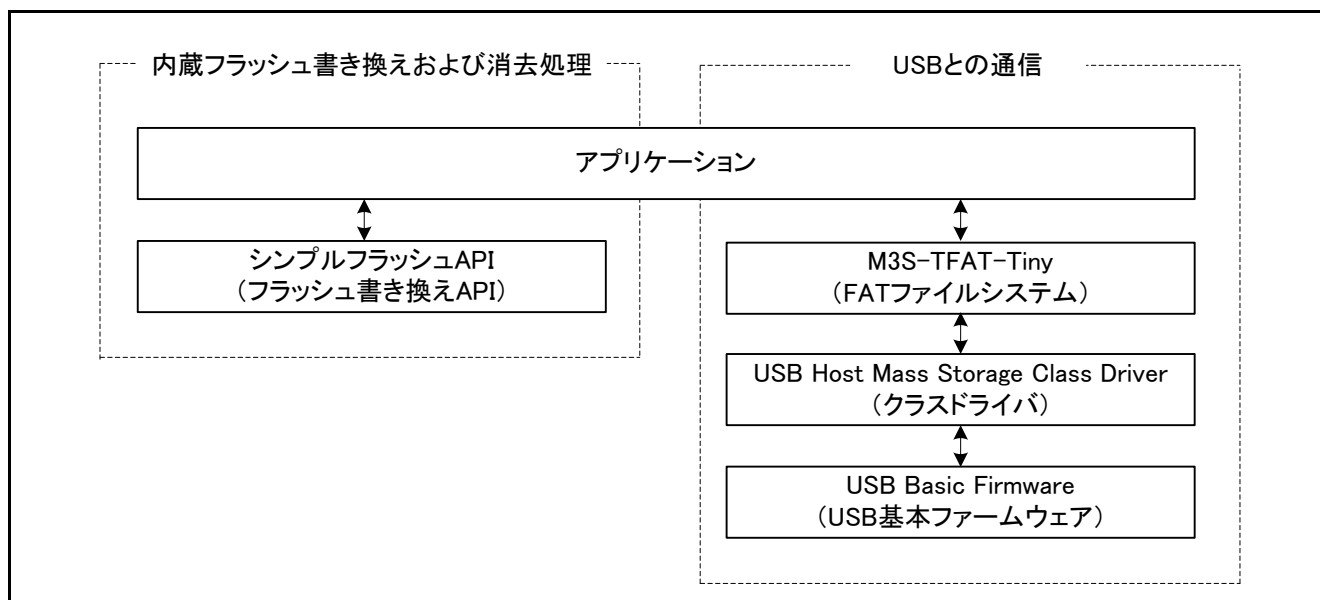 内蔵フラッシュ書き換えおよび消去処理
USBとの通信
アプリケーション
シンプルフラッシュAPI
（フラッシュ書き換えAPI）
M3S-TFAT-Tiny
（FATファイルシステム）
USB Host Mass Storage Class Driver
（クラスドライバ）
USB Basic Firmware
（USB基本ファームウェア）